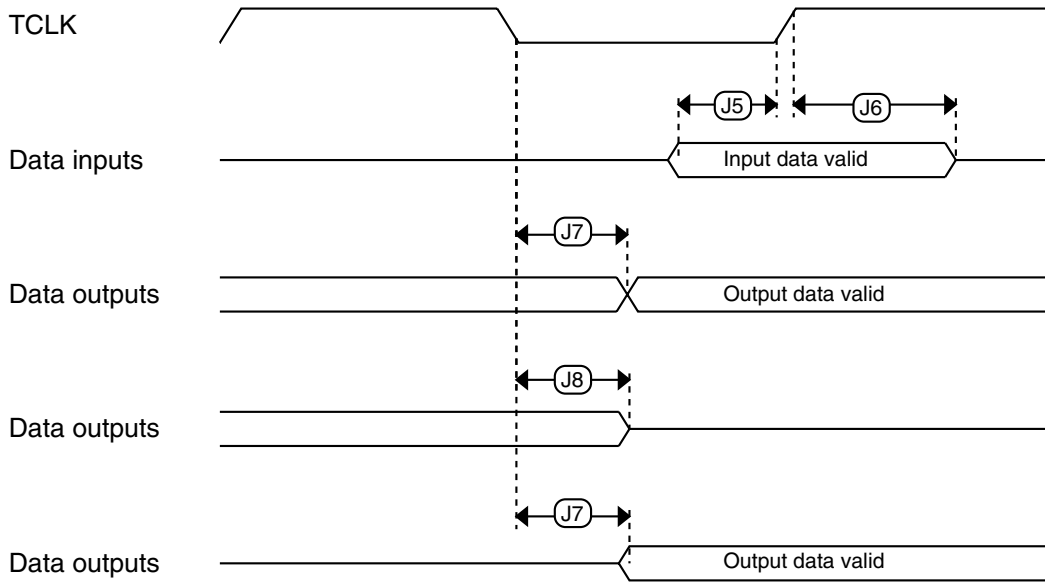 TCLK
J5
J6
Data inputs
Input data valid
J7
Data outputs
Output data valid
J8
Data outputs
J7
Data outputs
Output data valid